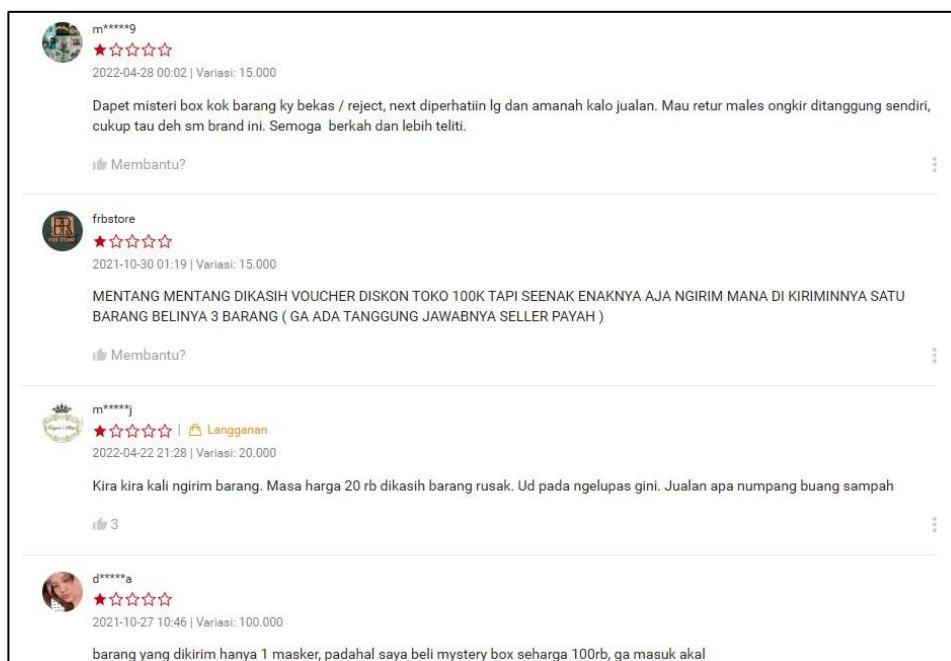 m*****9
2022-04-28 00:02 | Variasi: 15.000
Dapet misteri box kok barang ky bekas / reject, next diperhatiin lg dan amanah kalo jualan. Mau retur males ongkir ditanggung sendiri,
cukup tau deh sm brand ini. Semoga berkah dan lebih teliti.
Membantu?
frbstore
2021-10-30 01:19 | Variasi: 15.000
MENTANG MENTANG DIKASIH VOUCHER DISKON TOKO 100K TAPI SEENAK ENAKNYA AJA NGIRIM MANA DI KIRIMINNYA SATU
BARANG BELINYA 3 BARANG ( GA ADA TANGGUNG JAWABNYA SELLER PAYAH )
Membantu?
m*****j
| Langganan
2022-04-22 21:28 | Variasi: 20.000
Kira kira kali ngirim barang. Masa harga 20 rb dikasih barang rusak. Ud pada ngelupas gini. Jualan apa numpang buang sampah
3
d*****a
2021-10-27 10:46 | Variasi: 100.000
barang yang dikirim hanya 1 masker, padahal saya beli mystery box seharga 100rb, ga masuk akal